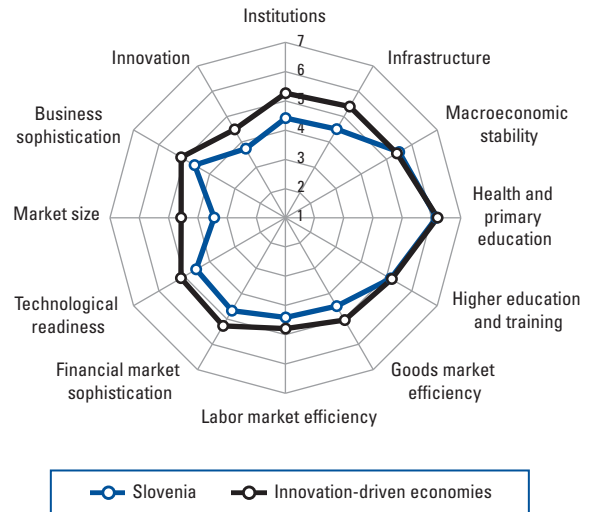 Institutions
7
Innovation
Infrastructure
6
5
Business
sophistication
Macroeconomic
stability
4
3
2
Market size
1
Health and
primary
education
Technological
readiness
Higher education
and training
Financial market
sophistication
Goods market
efficiency
Labor market efficiency
Slovenia
Innovation-driven economies